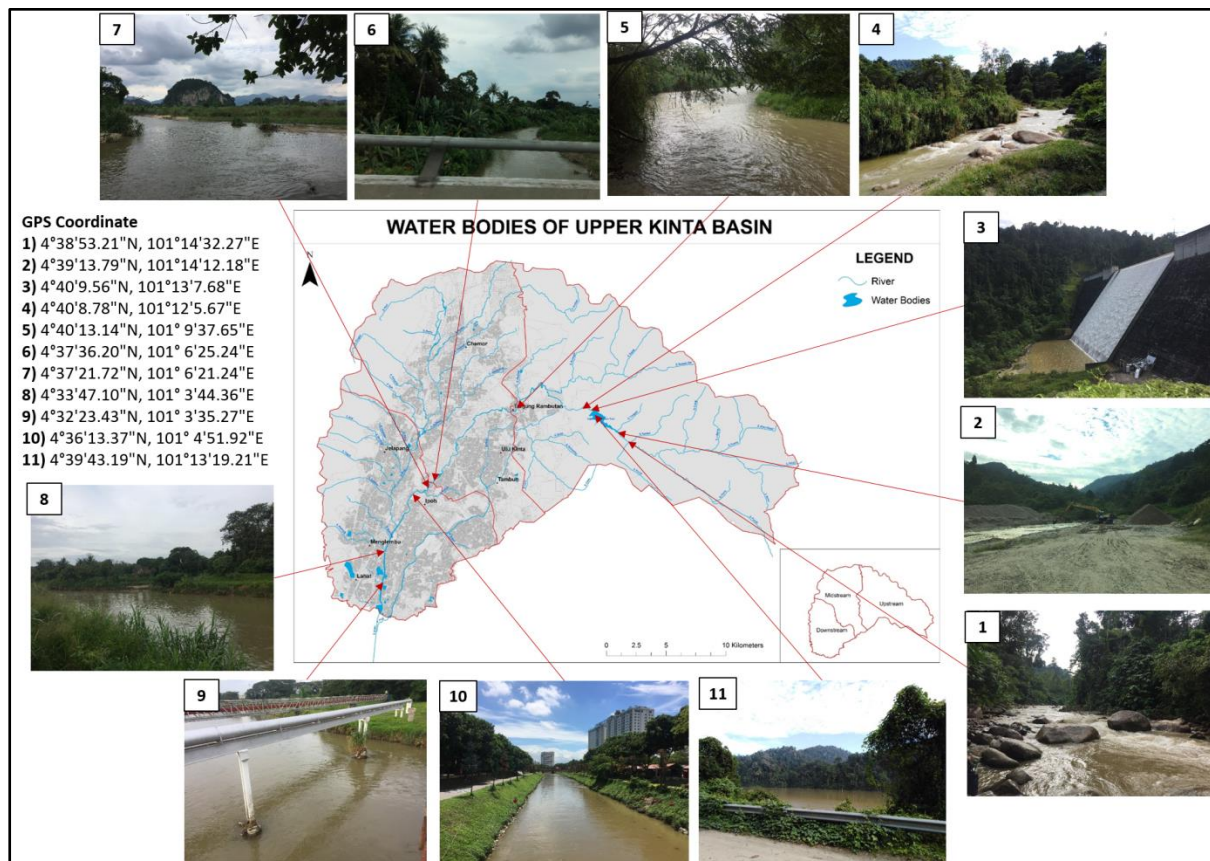 7
6
5
4
GPS Coordinate
1) 4°38'53.21"N, 101°14'32.27"E
2) 4°39'13.79"N, 101°14'12.18"E
3) 4°40'9.56"N, 101°13'7.68"E
4) 4°40'8.78"N, 101°12'5.67"E
5) 4°40'13.14"N, 101° 9'37.65"E
6) 4°37'36.20"N, 101° 6'25.24"E
7) 4°37'21.72"N, 101° 6'21.24"E
8) 4°33'47.10"N, 101° 3'44.36"E
9) 4°32'23.43"N, 101° 3'35.27"E
10) 4°36'13.37"N, 101° 4'51.92"E
11) 4°39'43.19"N, 101°13'19.21"E
WATER BODIES OF UPPER KINTA BASIN
N
LEGEND
River
Water Bodies
Chemor
Tanjung Rambutan
Jelapang
Ulu Kinta
Tambun
Ipoh
Menglembu
Lahat
0 2.5 5 10 Kilometers
Midstream
Upstream
Downstream
3
2
1
8
9
10
11